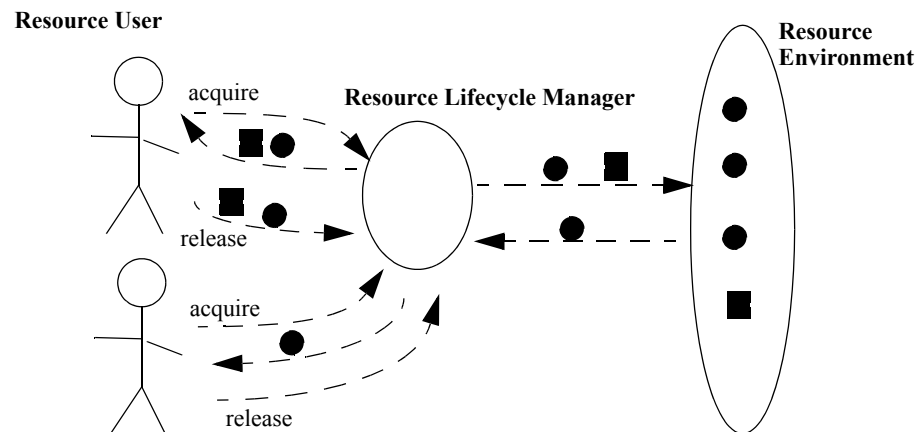 Resource User
Resource
Environment
acquire
Resource Lifecycle Manager
release
acquire
release